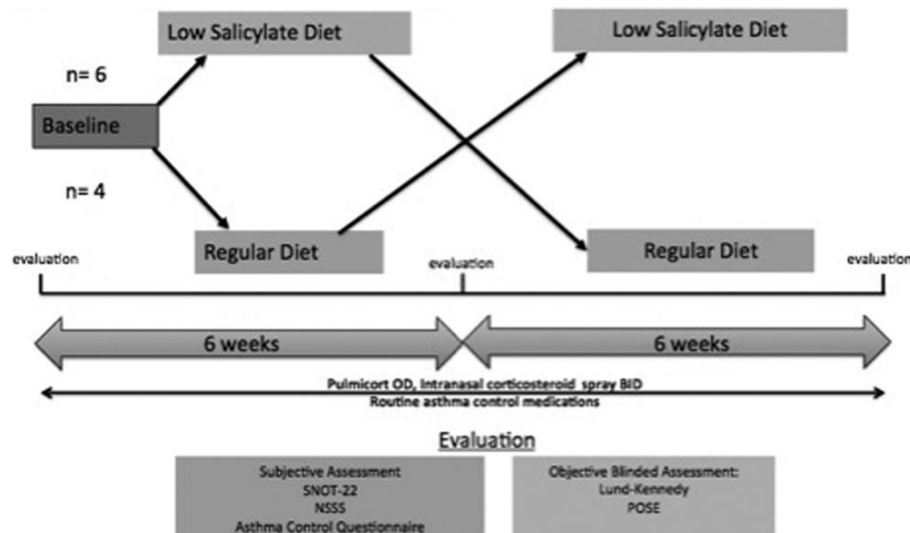 Low Salicylate Diet
Low Salicylate Diet
n= 6
Baseline
n= 4
Regular Diet
Regular Diet
evaluation
evaluation
evaluation
6 weeks
6 weeks
Pulmicort OD, Intranasal corticosteroid spray BID
Routine asthma control medications
Evaluation
Subjective Assessment
SNOT-22
NSSS
Asthma Control Questionnaire
Objective Blinded Assessment:
Lund-Kennedy
POSE